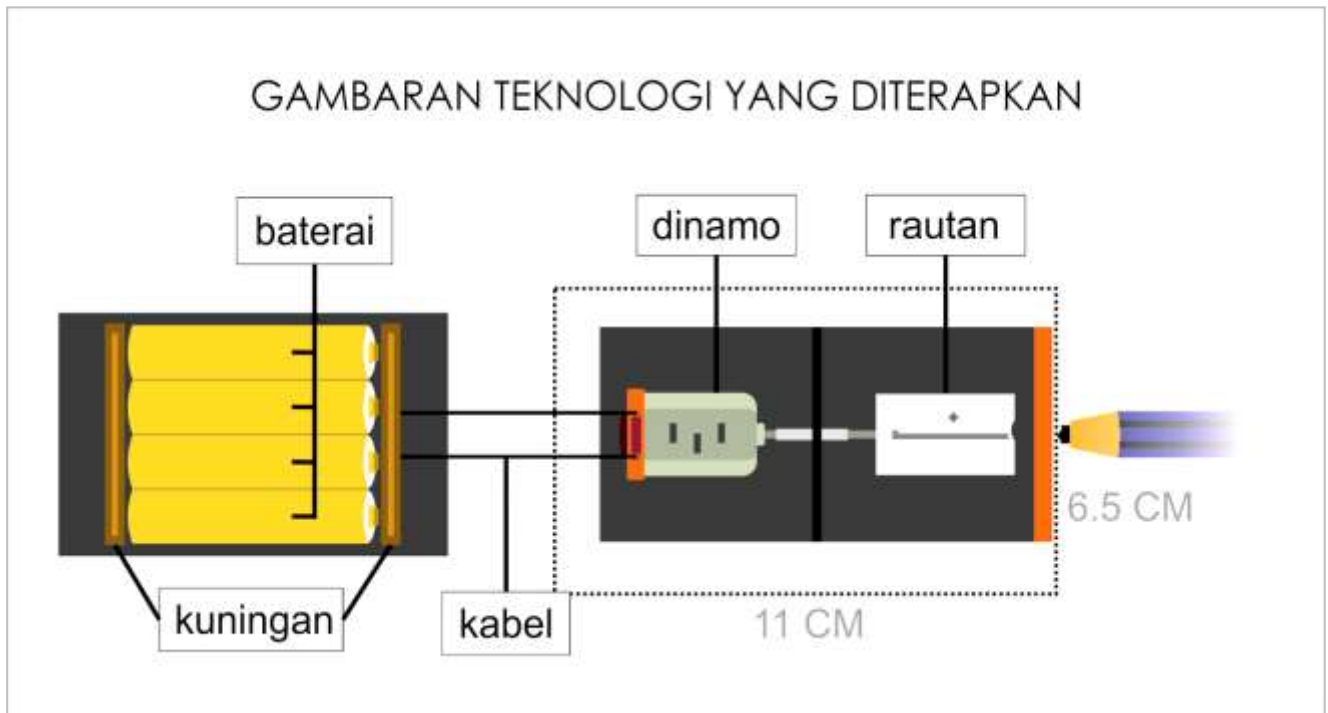 GAMBARAN TEKNOLOGI YANG DITERAPKAN
baterai
dinamo
rautan
6.5 CM
kuningan
kabel
11 CM